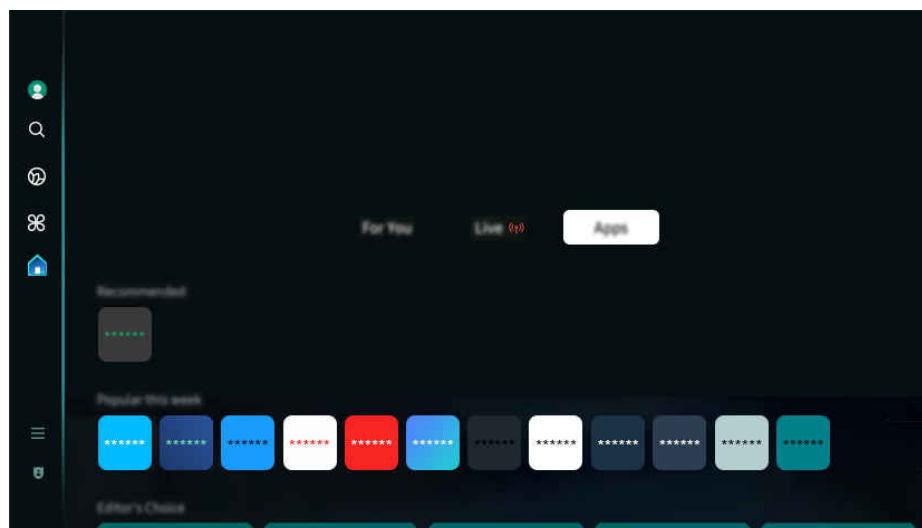 For You
Live
Apps
Recommended
******
Popular this week
****** ****** ****** ****** ****** ****** ****** ****** ****** ****** ****** ******
Editor's Choice